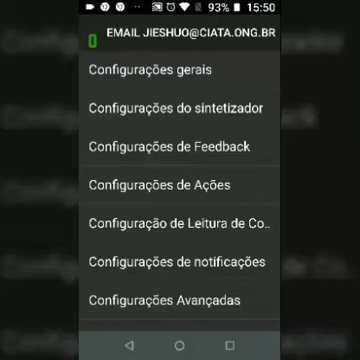 93% 15:50
EMAIL JIESHUO@CIATA.ONG.BR
Configurações gerais
Configurações do sintetizador
Configurações de Feedback
Configurações de Ações
Configuração de Leitura de Co..
Configurações de notificações
Configurações Avançadas